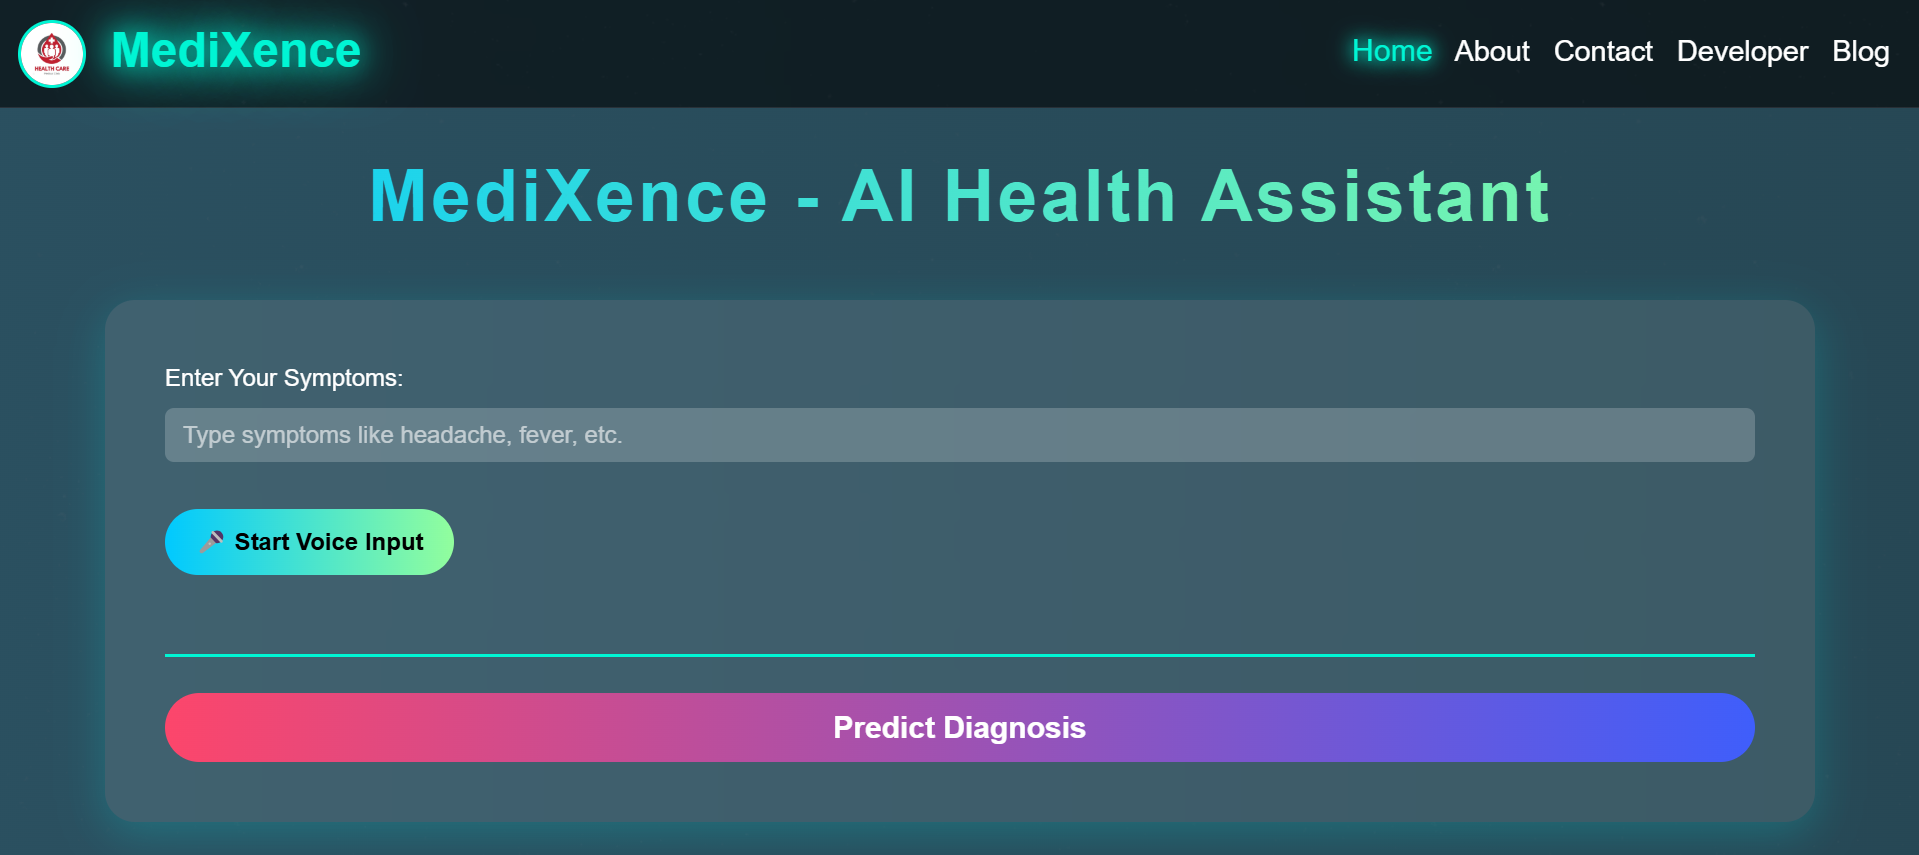 HEALTH CARE
MediXence
Home About Contact Developer Blog
MediXence - AI Health Assistant
Enter Your Symptoms:
Type symptoms like headache, fever, etc.
🎤 Start Voice Input
Predict Diagnosis